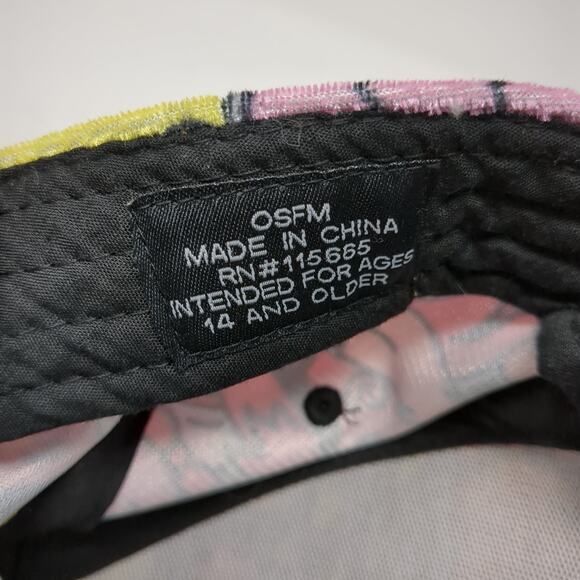 OSFM
MADE IN CHINA
RN#115665
INTENDED FOR AGES
14 AND OLDER